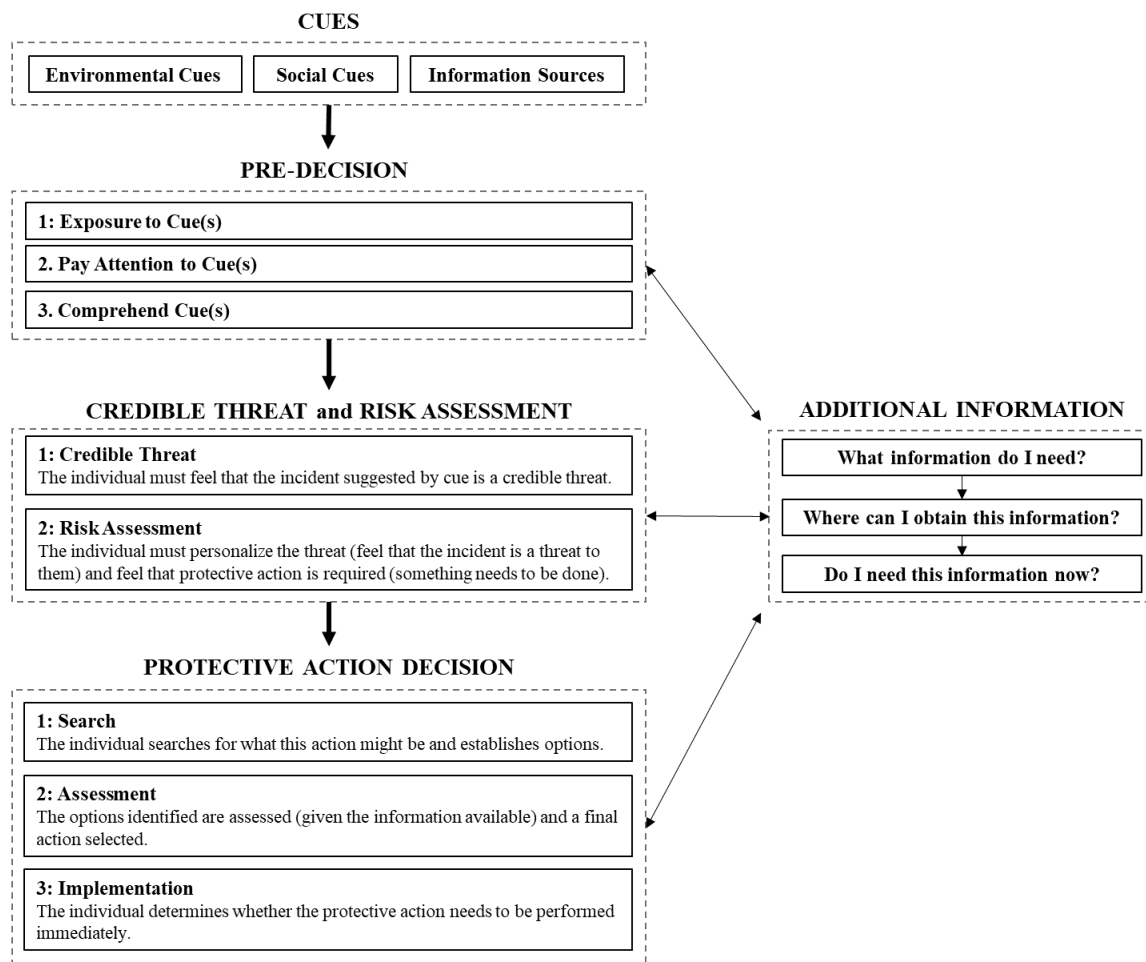 CUES
Environmental Cues
Social Cues
Information Sources
PRE-DECISION
1: Exposure to Cue(s)
2. Pay Attention to Cue(s)
3. Comprehend Cue(s)
CREDIBLE THREAT and RISK ASSESSMENT
1: Credible Threat
The individual must feel that the incident suggested by cue is a credible threat.
2: Risk Assessment
The individual must personalize the threat (feel that the incident is a threat to
them) and feel that protective action is required (something needs to be done).
ADDITIONAL INFORMATION
What information do I need?
Where can I obtain this information?
Do I need this information now?
PROTECTIVE ACTION DECISION
1: Search
The individual searches for what this action might be and establishes options.
2: Assessment
The options identified are assessed (given the information available) and a final
action selected.
3: Implementation
The individual determines whether the protective action needs to be performed
immediately.